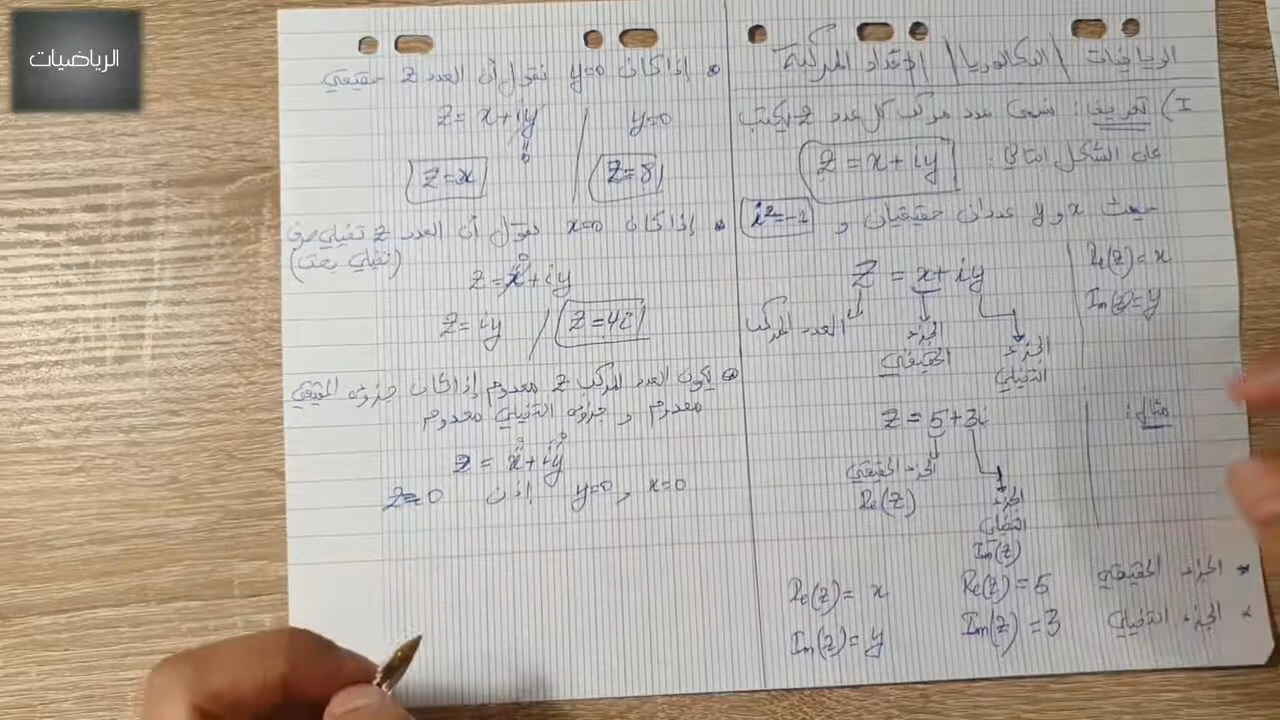 الرياضيات
الرياضيات | البكالوريا | الأعداد المركبة
I) تعريف: نسمي عدد مركب كل عدد z يكتب
على الشكل التالي: Z = x + iy
حيث x و y عددان حقيقيان و i²=-1
Z = x + iy
Re(z) = x
Im(z) = y
العدد المركب
الجزء الحقيقي
الجزء التخيلي
مثال:
Z = 5 + 3i
الجزء الحقيقي
Re(z)
الجزء التخيلي
Im(z)
* الجزء الحقيقي Re(z) = 5 Re(z) = x
* الجزء التخيلي Im(z) = 3 Im(z) = y
• إذا كان y=0 نقول أن العدد z حقيقي
Z = x + iy / y=0
0
Z=x Z=8
• إذا كان x=0 نقول أن العدد z تخيلي صرف
(تخيلي بحت)
0
Z = x + iy
Z = iy / Z = 4i
• يكون العدد المركب z معدوم إذا كان جزؤه الحقيقي
معدوم و جزؤه التخيلي معدوم
0 0
z = x + iy
x=0 , y=0 إذن Z=0